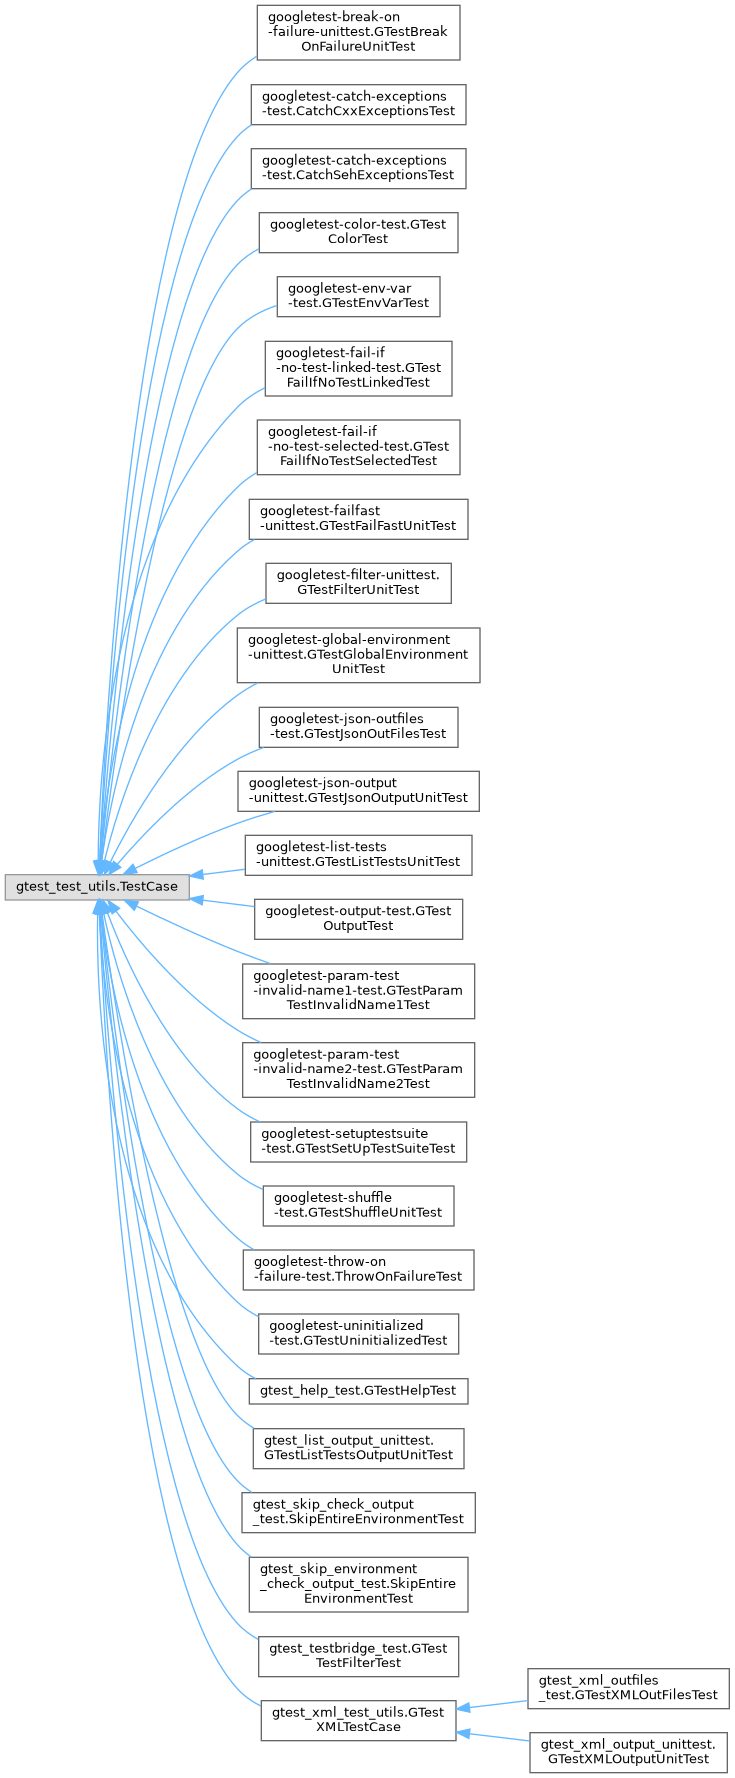 googletest-break-on
-failure-unittest.GTestBreak
OnFailureUnitTest
googletest-catch-exceptions
-test.CatchCxxExceptionsTest
googletest-catch-exceptions
-test.CatchSehExceptionsTest
googletest-color-test.GTest
ColorTest
googletest-env-var
-test.GTestEnvVarTest
googletest-fail-if
-no-test-linked-test.GTest
FailIfNoTestLinkedTest
googletest-fail-if
-no-test-selected-test.GTest
FailIfNoTestSelectedTest
googletest-failfast
-unittest.GTestFailFastUnitTest
googletest-filter-unittest.
GTestFilterUnitTest
googletest-global-environment
-unittest.GTestGlobalEnvironment
UnitTest
googletest-json-outfiles
-test.GTestJsonOutFilesTest
googletest-json-output
-unittest.GTestJsonOutputUnitTest
googletest-list-tests
-unittest.GTestListTestsUnitTest
gtest_test_utils.TestCase
googletest-output-test.GTest
OutputTest
googletest-param-test
-invalid-name1-test.GTestParam
TestInvalidName1Test
googletest-param-test
-invalid-name2-test.GTestParam
TestInvalidName2Test
googletest-setuptestsuite
-test.GTestSetUpTestSuiteTest
googletest-shuffle
-test.GTestShuffleUnitTest
googletest-throw-on
-failure-test.ThrowOnFailureTest
googletest-uninitialized
-test.GTestUninitializedTest
gtest_help_test.GTestHelpTest
gtest_list_output_unittest.
GTestListTestsOutputUnitTest
gtest_skip_check_output
_test.SkipEntireEnvironmentTest
gtest_skip_environment
_check_output_test.SkipEntire
EnvironmentTest
gtest_testbridge_test.GTest
TestFilterTest
gtest_xml_test_utils.GTest
XMLTestCase
gtest_xml_outfiles
_test.GTestXMLOutFilesTest
gtest_xml_output_unittest.
GTestXMLOutputUnitTest